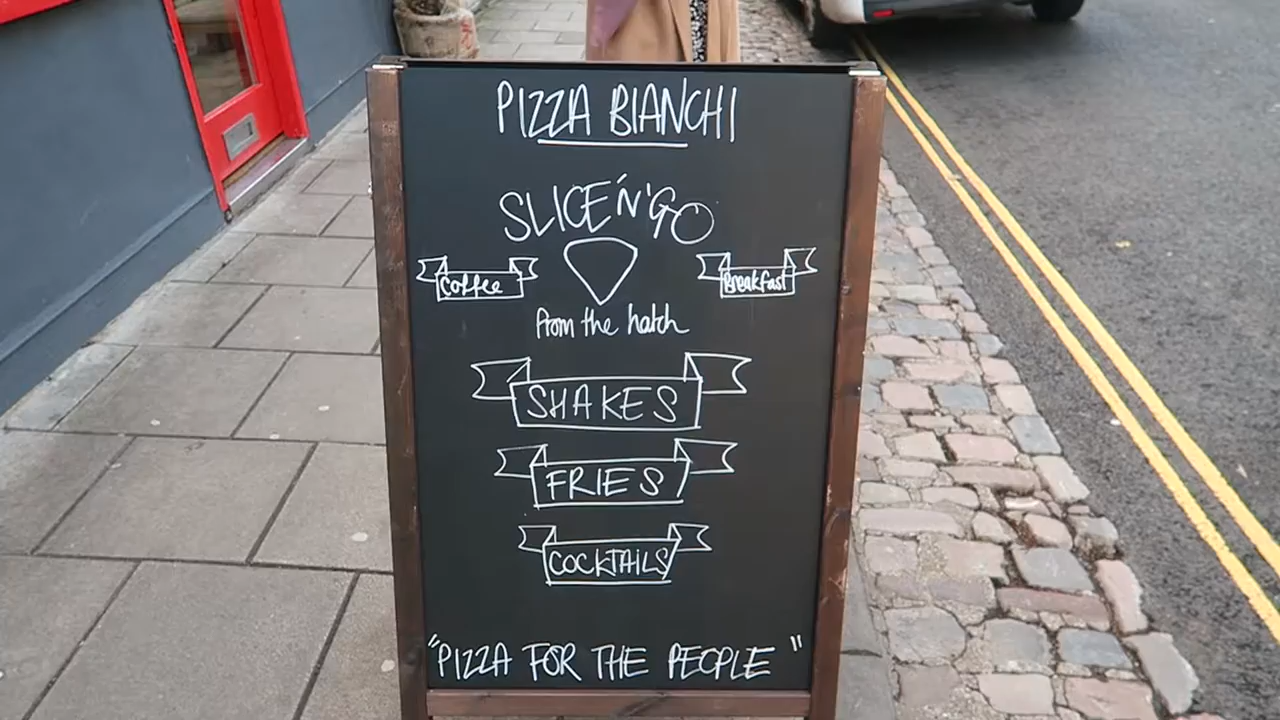 PIZZA BIANCHI
SLICE 'N' GO
Coffee
Breakfast
from the hatch
SHAKES
FRIES
COCKTAILS
"PIZZA FOR THE PEOPLE"